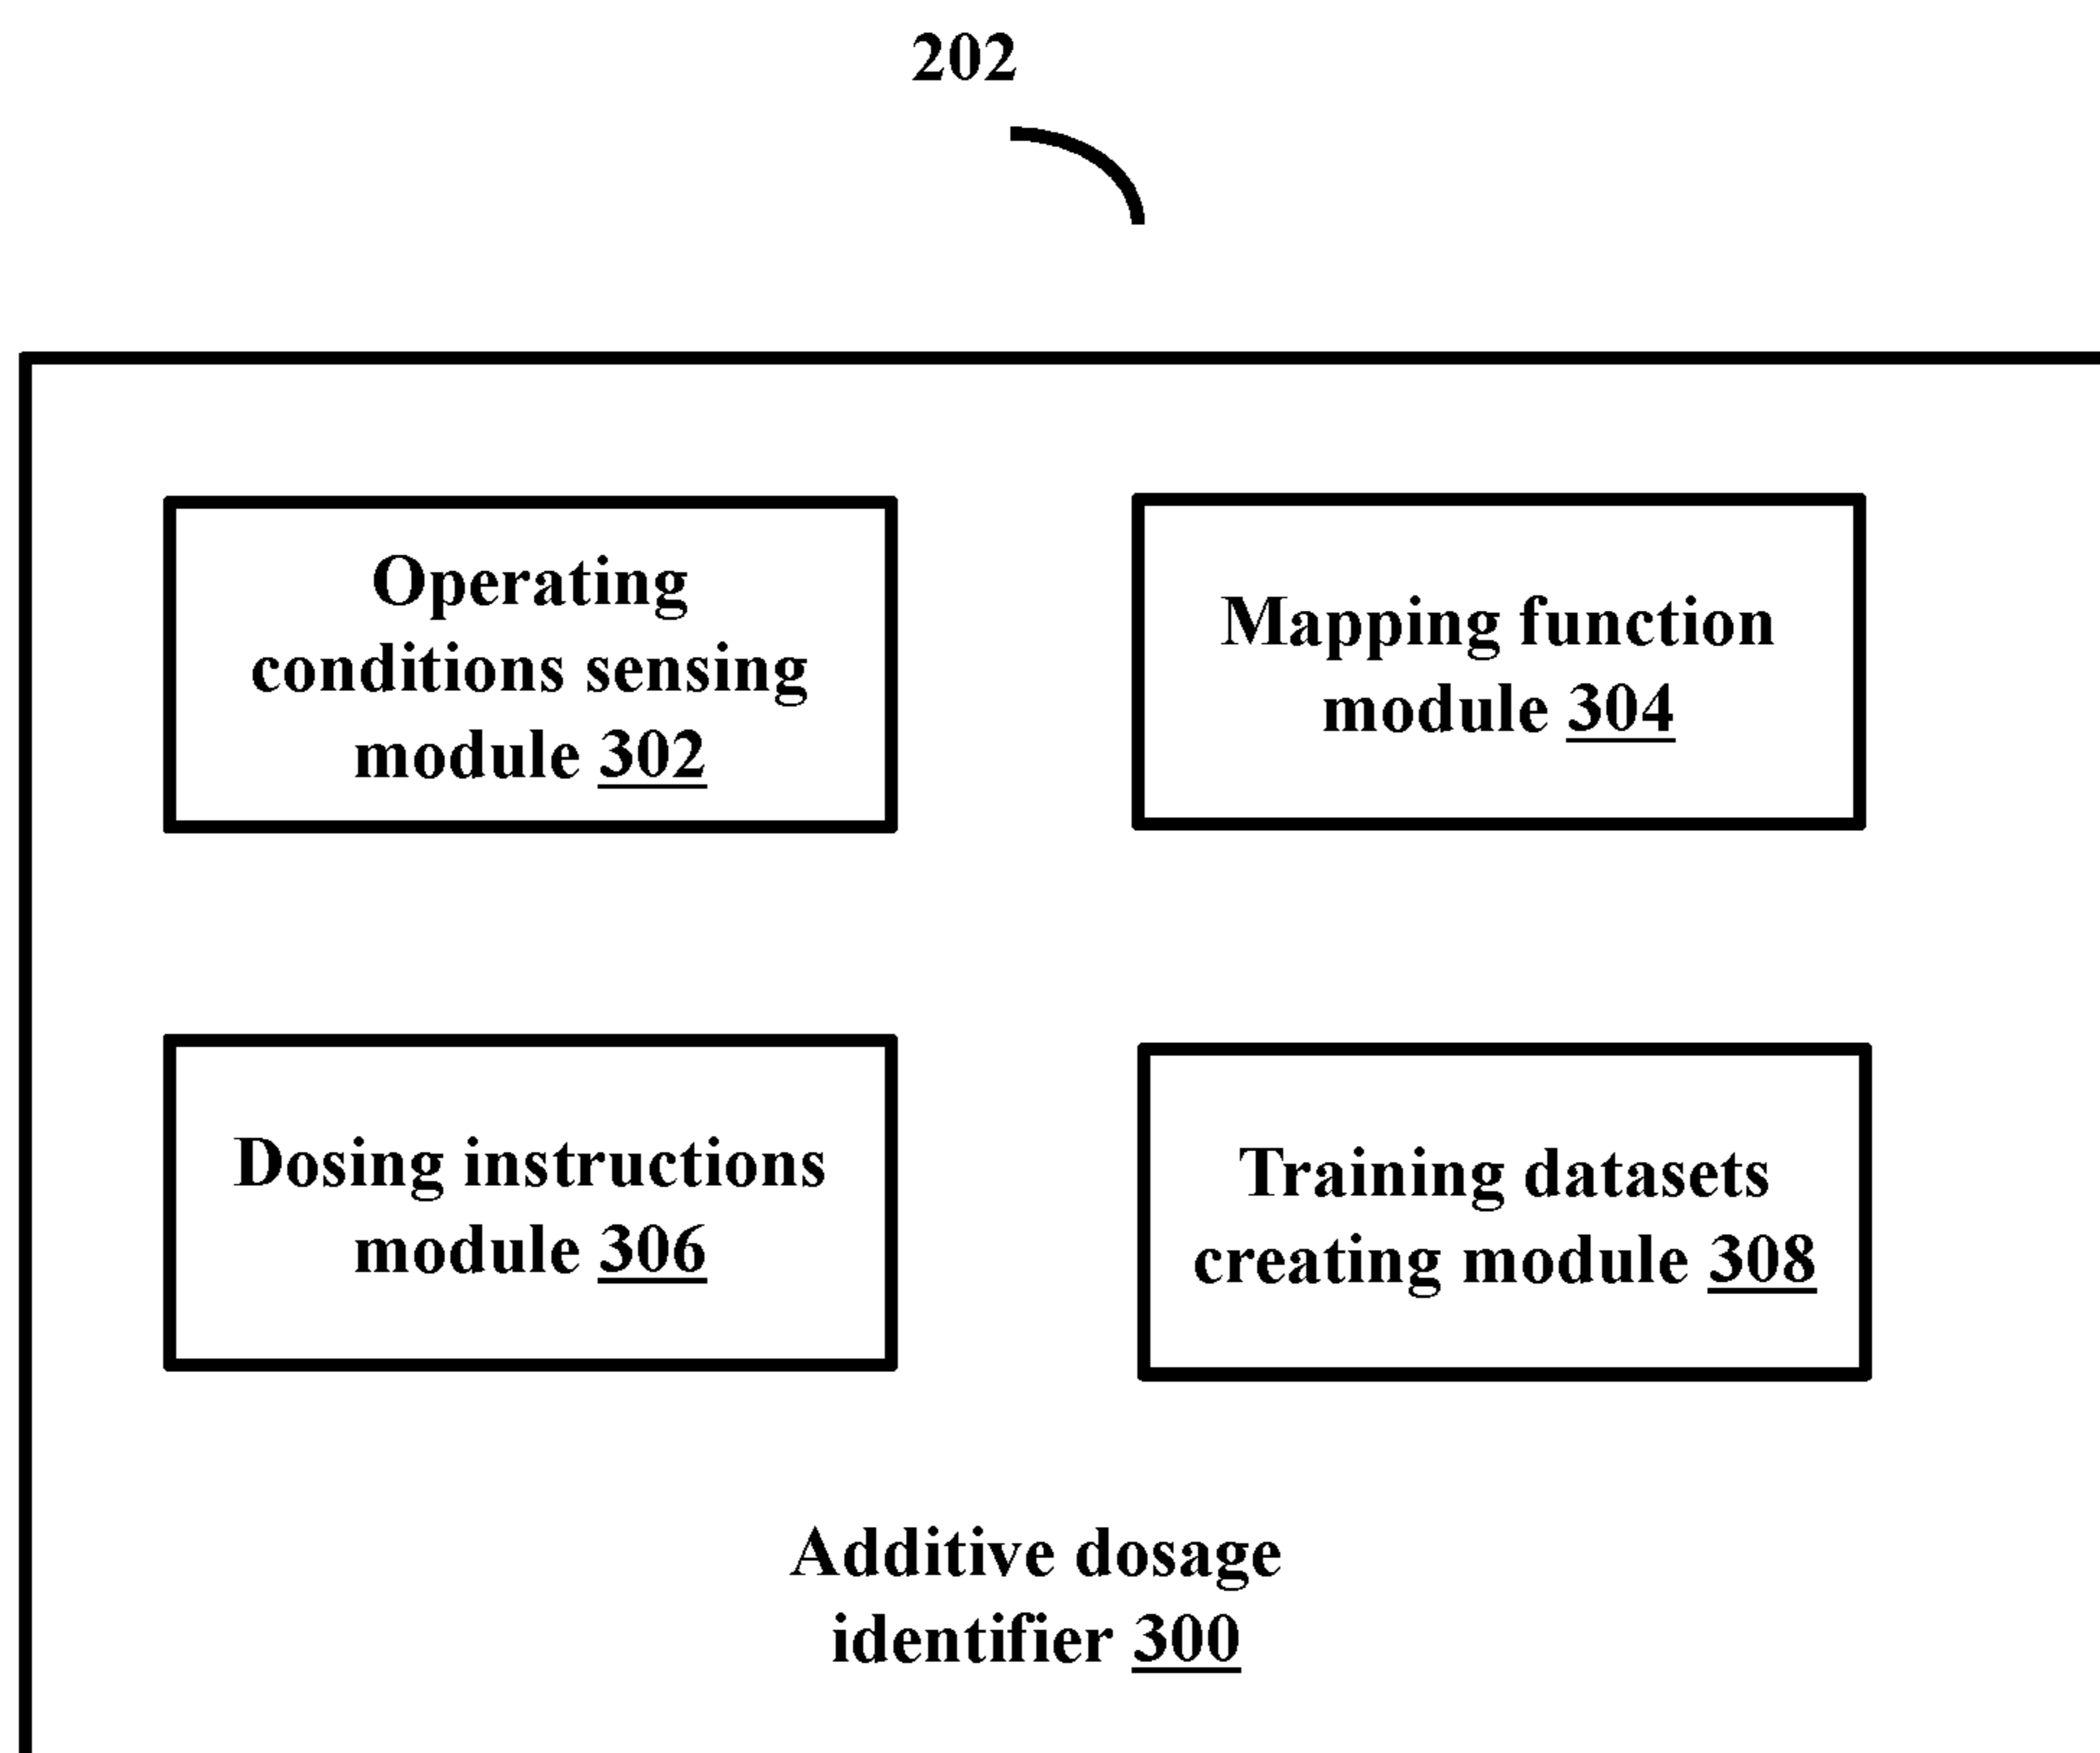 202
Operating
conditions sensing
module 302
Mapping function
module 304
Dosing instructions
module 306
Training datasets
creating module 308
Additive dosage
identifier 300